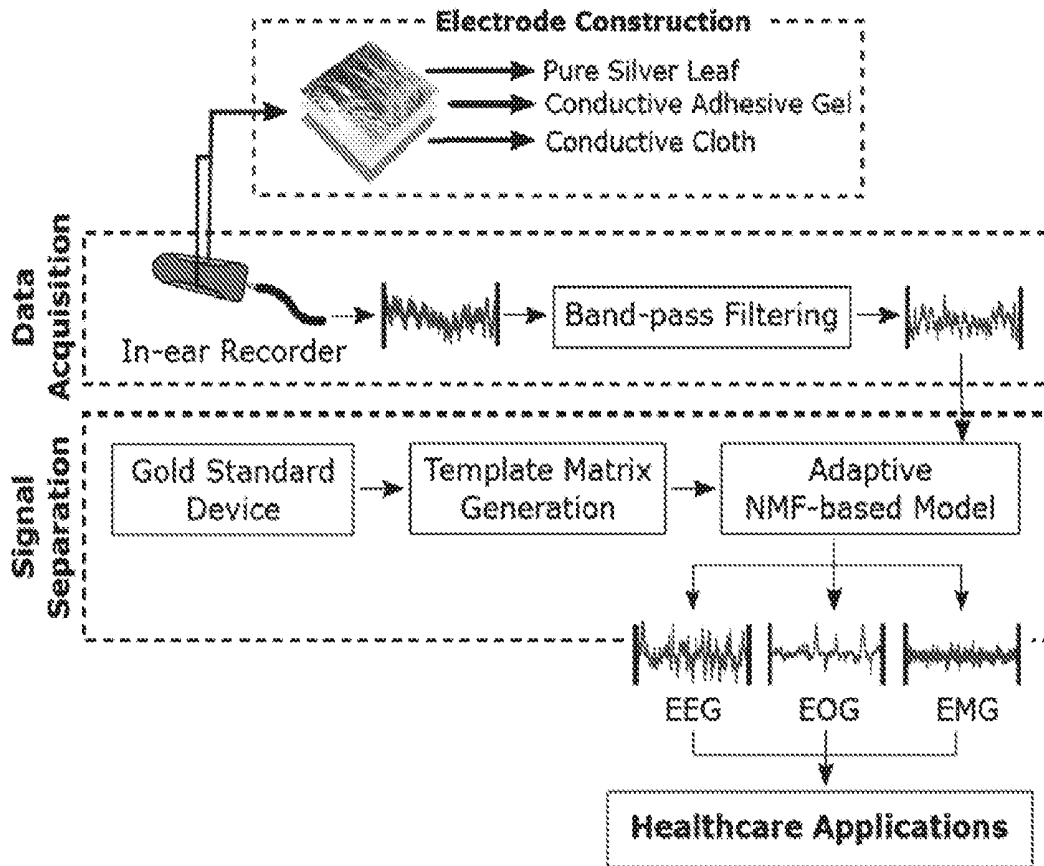 Electrode Construction
Pure Silver Leaf
Conductive Adhesive Gel
Conductive Cloth
Data
Acquisition
In-ear Recorder
Band-pass Filtering
Signal
Separation
Gold Standard
Device
Template Matrix
Generation
Adaptive
NMF-based Model
EEG
EOG
EMG
Healthcare Applications